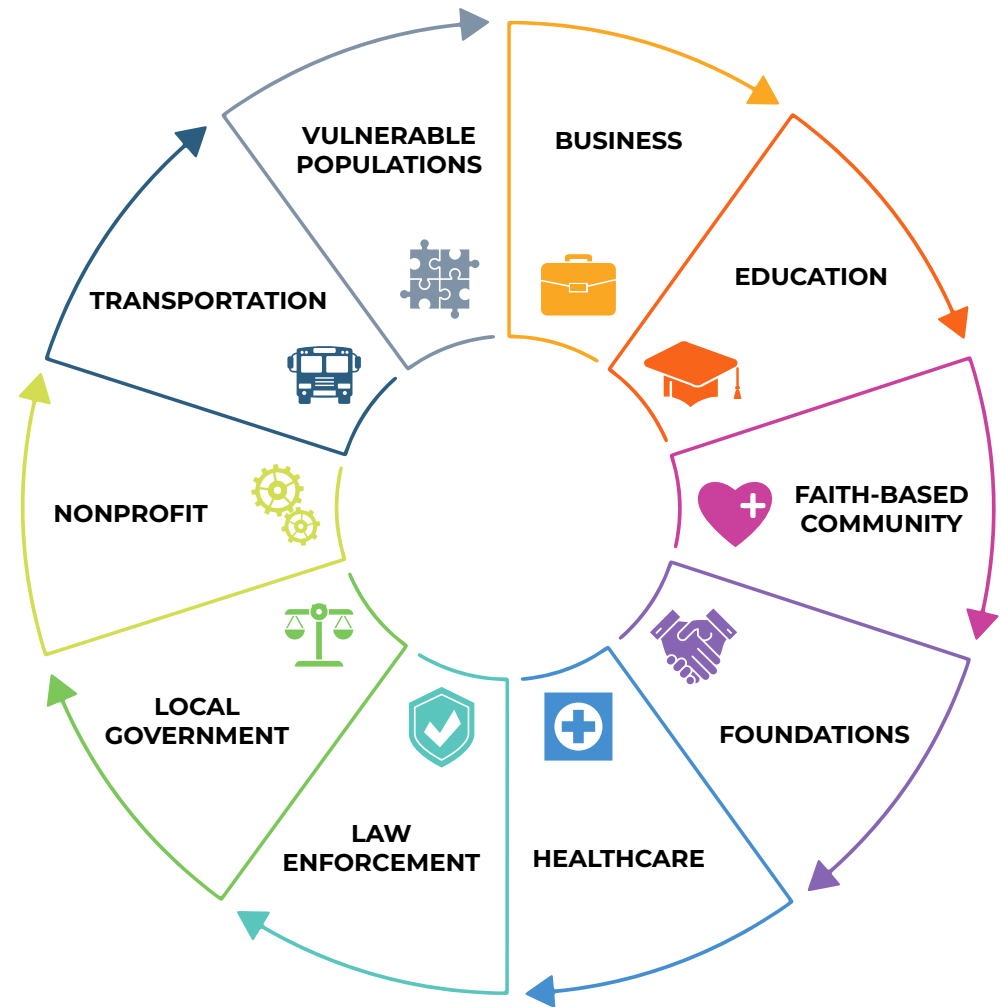 VULNERABLE
POPULATIONS
BUSINESS
EDUCATION
FAITH-BASED
COMMUNITY
FOUNDATIONS
HEALTHCARE
LAW
ENFORCEMENT
LOCAL
GOVERNMENT
NONPROFIT
TRANSPORTATION